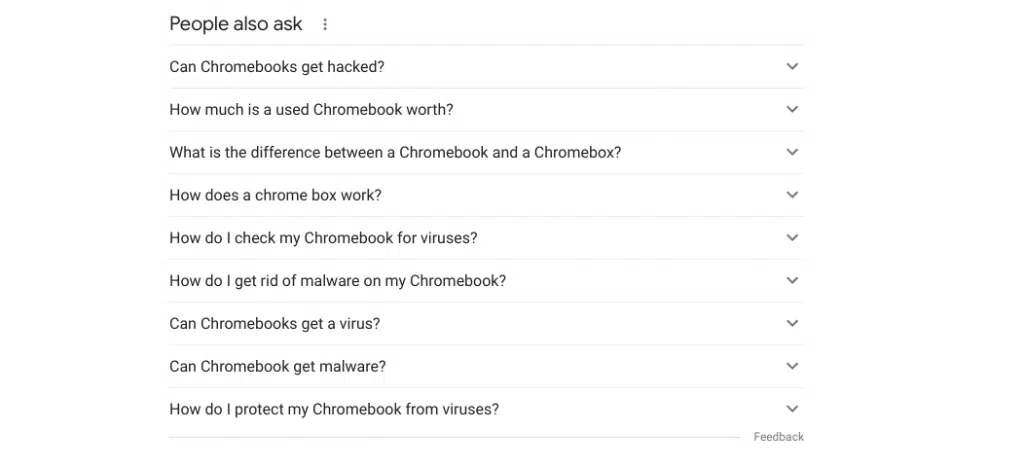 People also ask
Can Chromebooks get hacked?
How much is a used Chromebook worth?
What is the difference between a Chromebook and a Chromebox?
How does a chrome box work?
How do I check my Chromebook for viruses?
How do I get rid of malware on my Chromebook?
Can Chromebooks get a virus?
Can Chromebook get malware?
How do I protect my Chromebook from viruses?
Feedback